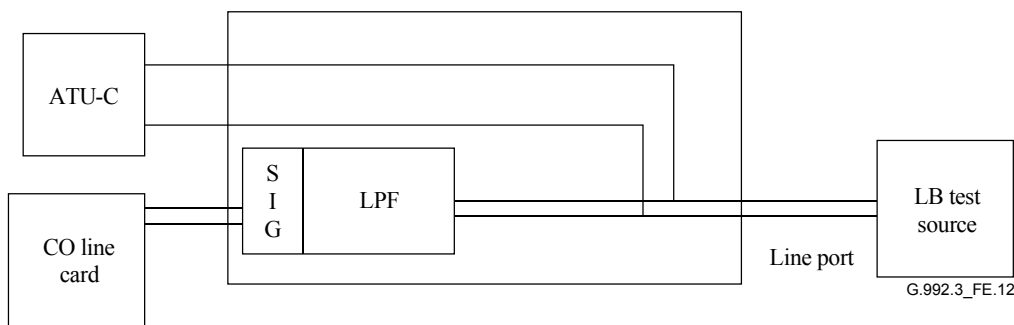 ATU-C
S
I
G
LPF
CO line
card
LB test
source
Line port
G.992.3_FE.12